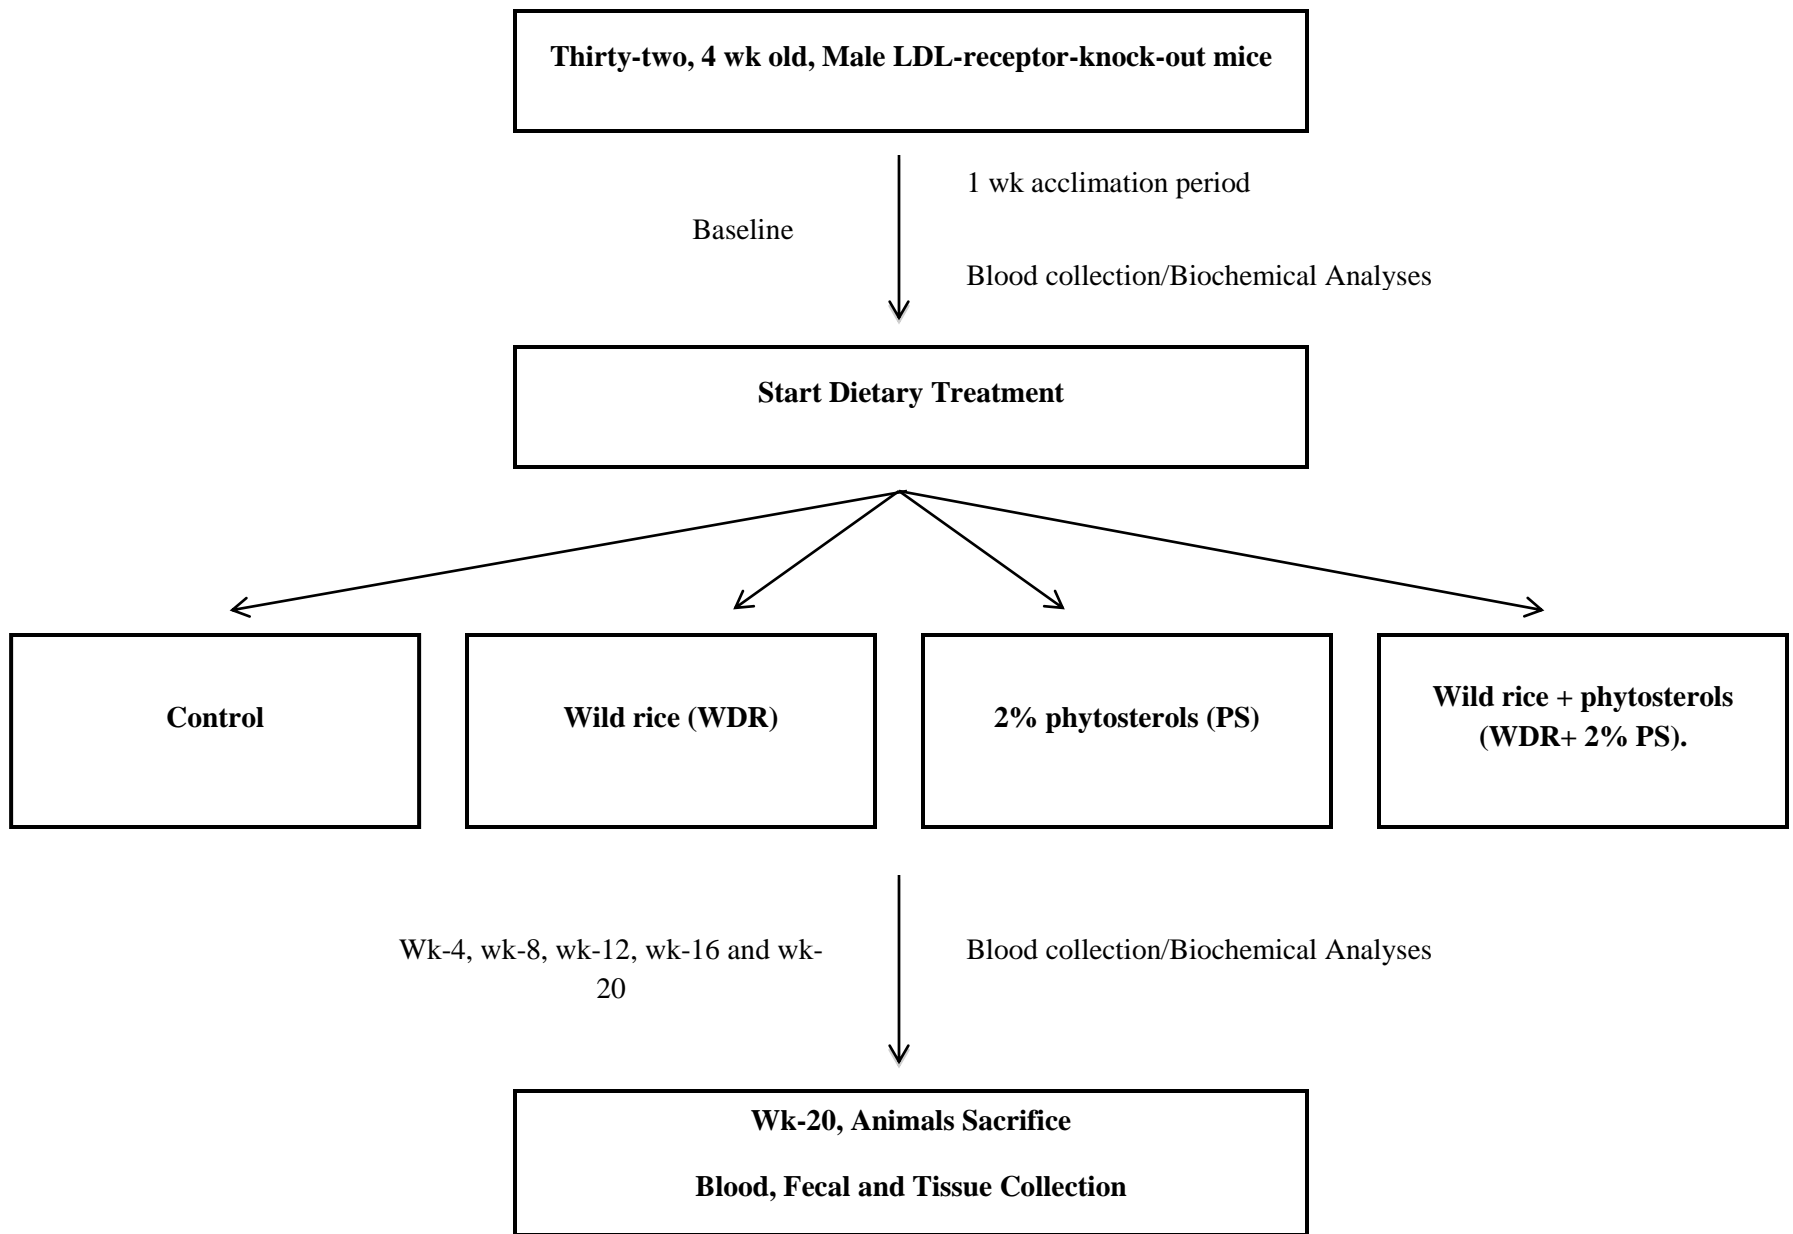 Thirty-two, 4 wk old, Male LDL-receptor-knock-out mice
1 wk acclimation period
Baseline
Blood collection/Biochemical Analyses
Start Dietary Treatment
Control
Wild rice (WDR)
2% phytosterols (PS)
Wild rice + phytosterols
(WDR+ 2% PS).
Wk-4, wk-8, wk-12, wk-16 and wk-
20
Blood collection/Biochemical Analyses
Wk-20, Animals Sacrifice
Blood, Fecal and Tissue Collection